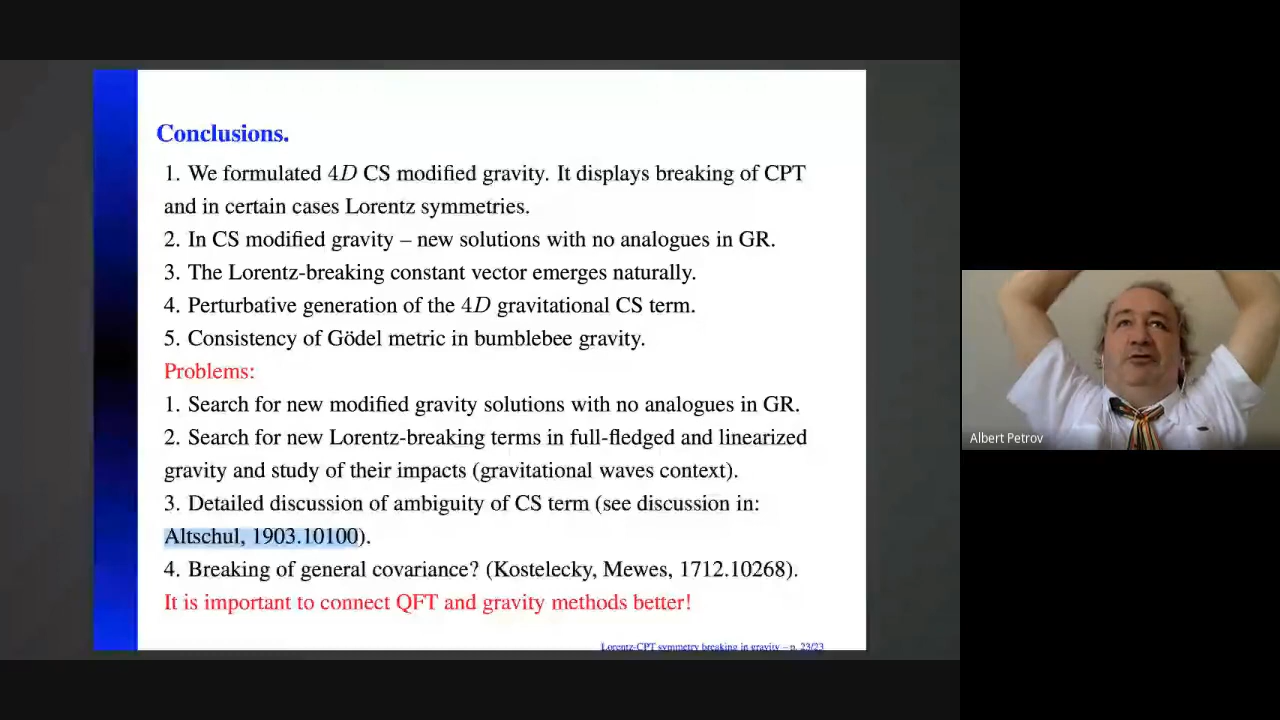 Conclusions.
1. We formulated 4D CS modified gravity. It displays breaking of CPT
and in certain cases Lorentz symmetries.
2. In CS modified gravity – new solutions with no analogues in GR.
3. The Lorentz-breaking constant vector emerges naturally.
4. Perturbative generation of the 4D gravitational CS term.
5. Consistency of Gödel metric in bumblebee gravity.
Problems:
1. Search for new modified gravity solutions with no analogues in GR.
2. Search for new Lorentz-breaking terms in full-fledged and linearized
gravity and study of their impacts (gravitational waves context).
3. Detailed discussion of ambiguity of CS term (see discussion in:
Altschul, 1903.10100).
4. Breaking of general covariance? (Kostelecky, Mewes, 1712.10268).
It is important to connect QFT and gravity methods better!
Lorentz-CPT symmetry breaking in gravity – p. 23/23
Albert Petrov